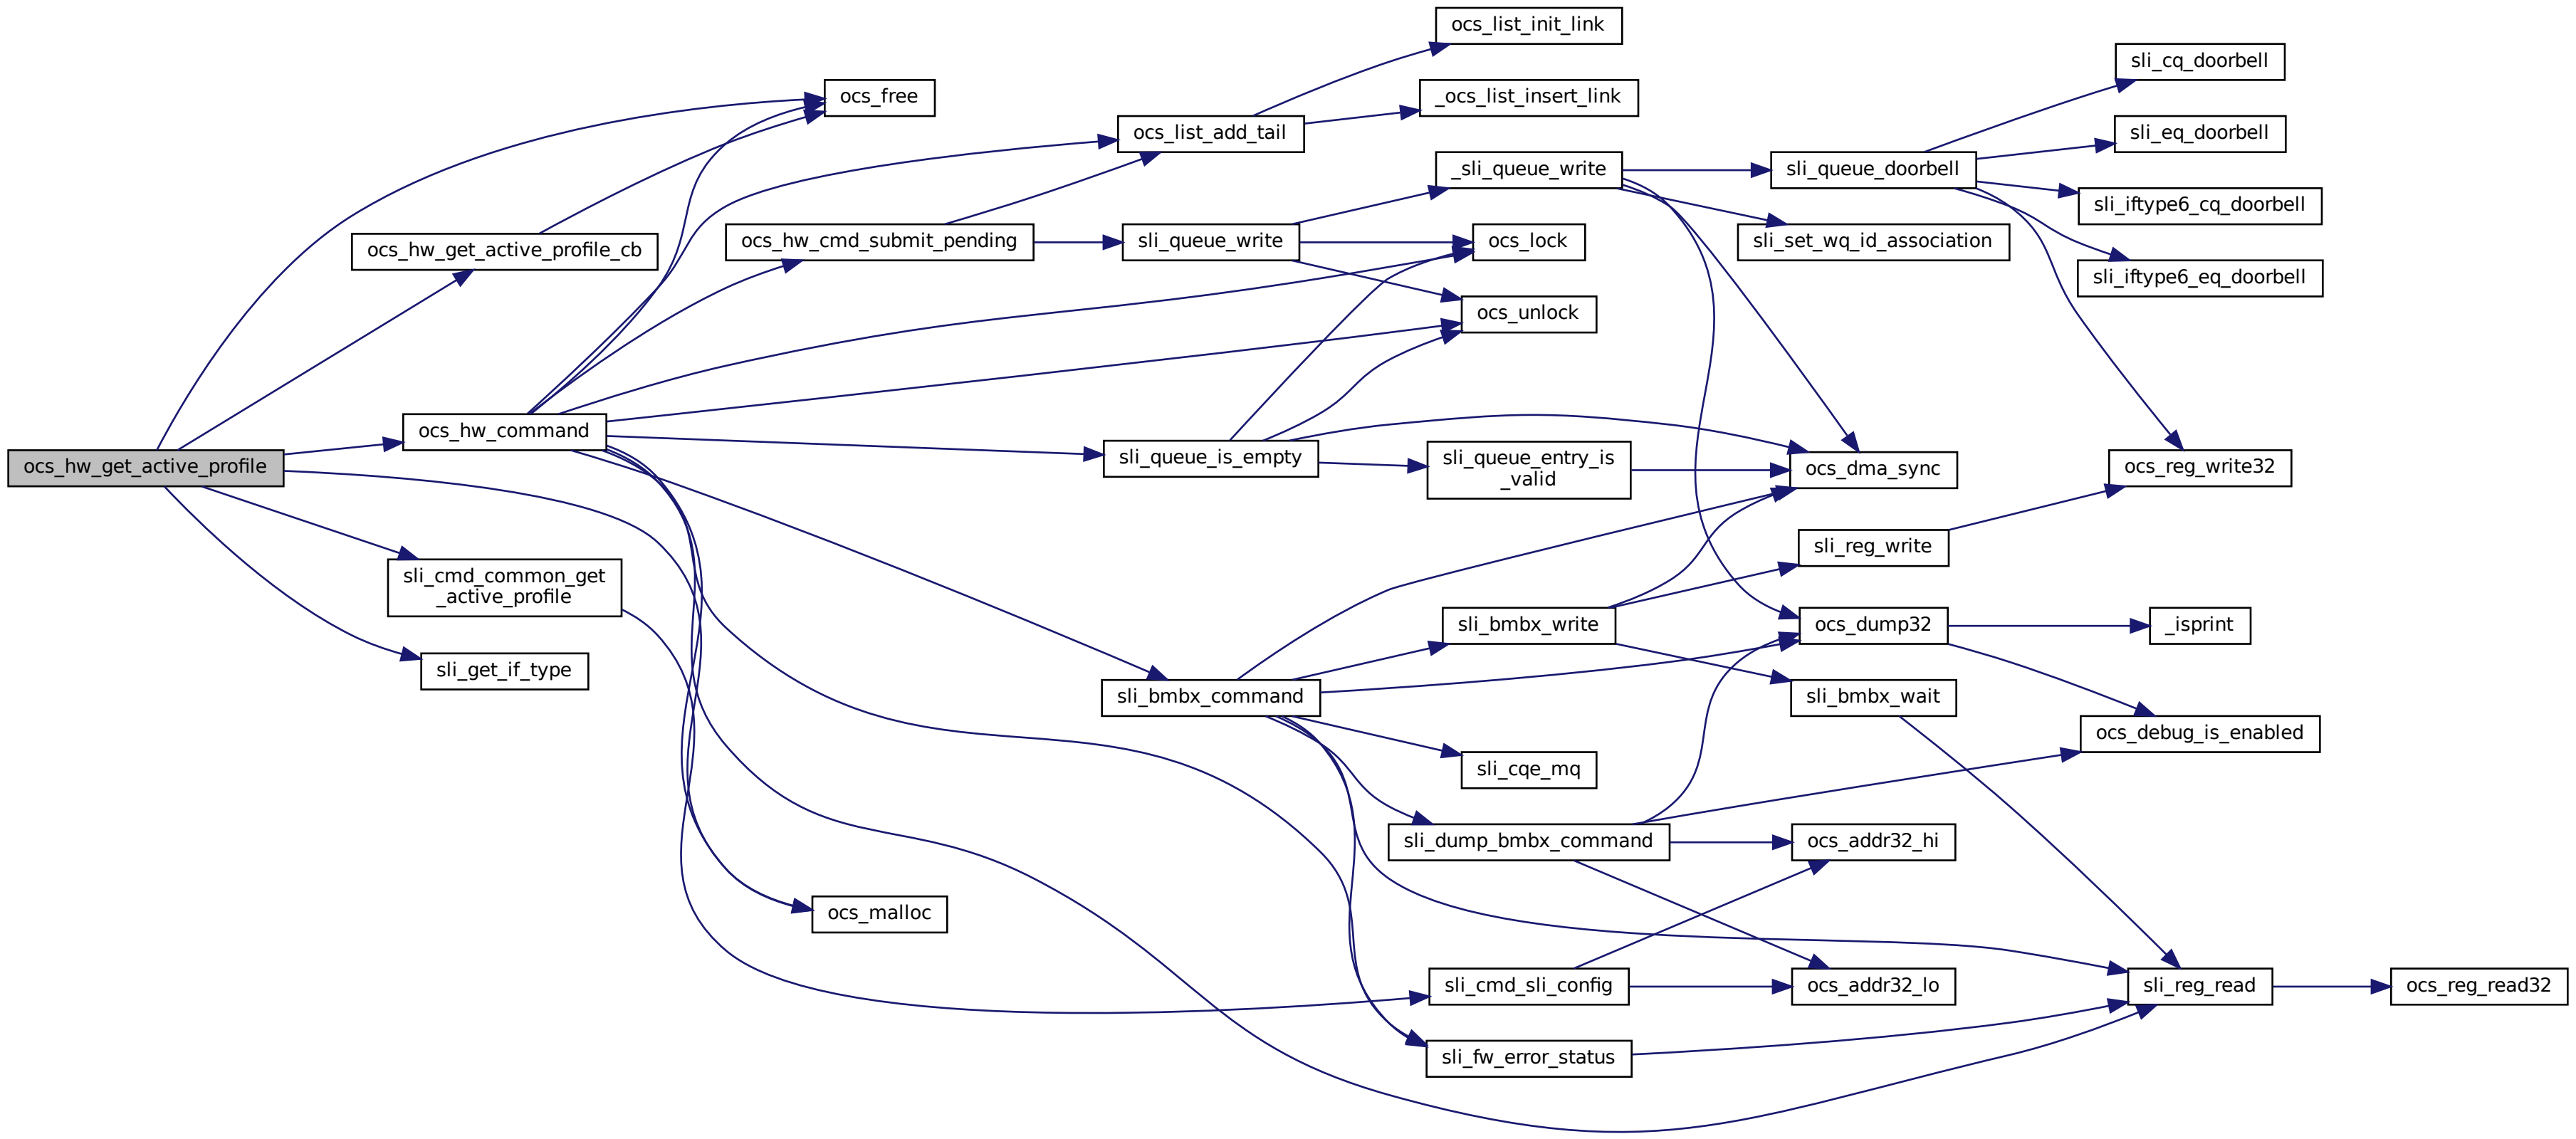 ocs_hw_get_active_profile
ocs_free
ocs_hw_get_active_profile_cb
ocs_hw_command
sli_cmd_common_get
_active_profile
sli_get_if_type
ocs_malloc
ocs_hw_cmd_submit_pending
ocs_list_add_tail
sli_queue_write
sli_queue_is_empty
sli_bmbx_command
ocs_list_init_link
_ocs_list_insert_link
_sli_queue_write
ocs_lock
ocs_unlock
sli_queue_entry_is
_valid
sli_bmbx_write
sli_cqe_mq
sli_dump_bmbx_command
sli_cmd_sli_config
sli_fw_error_status
sli_queue_doorbell
sli_set_wq_id_association
ocs_dma_sync
sli_reg_write
ocs_dump32
sli_bmbx_wait
ocs_addr32_hi
ocs_addr32_lo
sli_cq_doorbell
sli_eq_doorbell
sli_iftype6_cq_doorbell
sli_iftype6_eq_doorbell
ocs_reg_write32
_isprint
ocs_debug_is_enabled
sli_reg_read
ocs_reg_read32